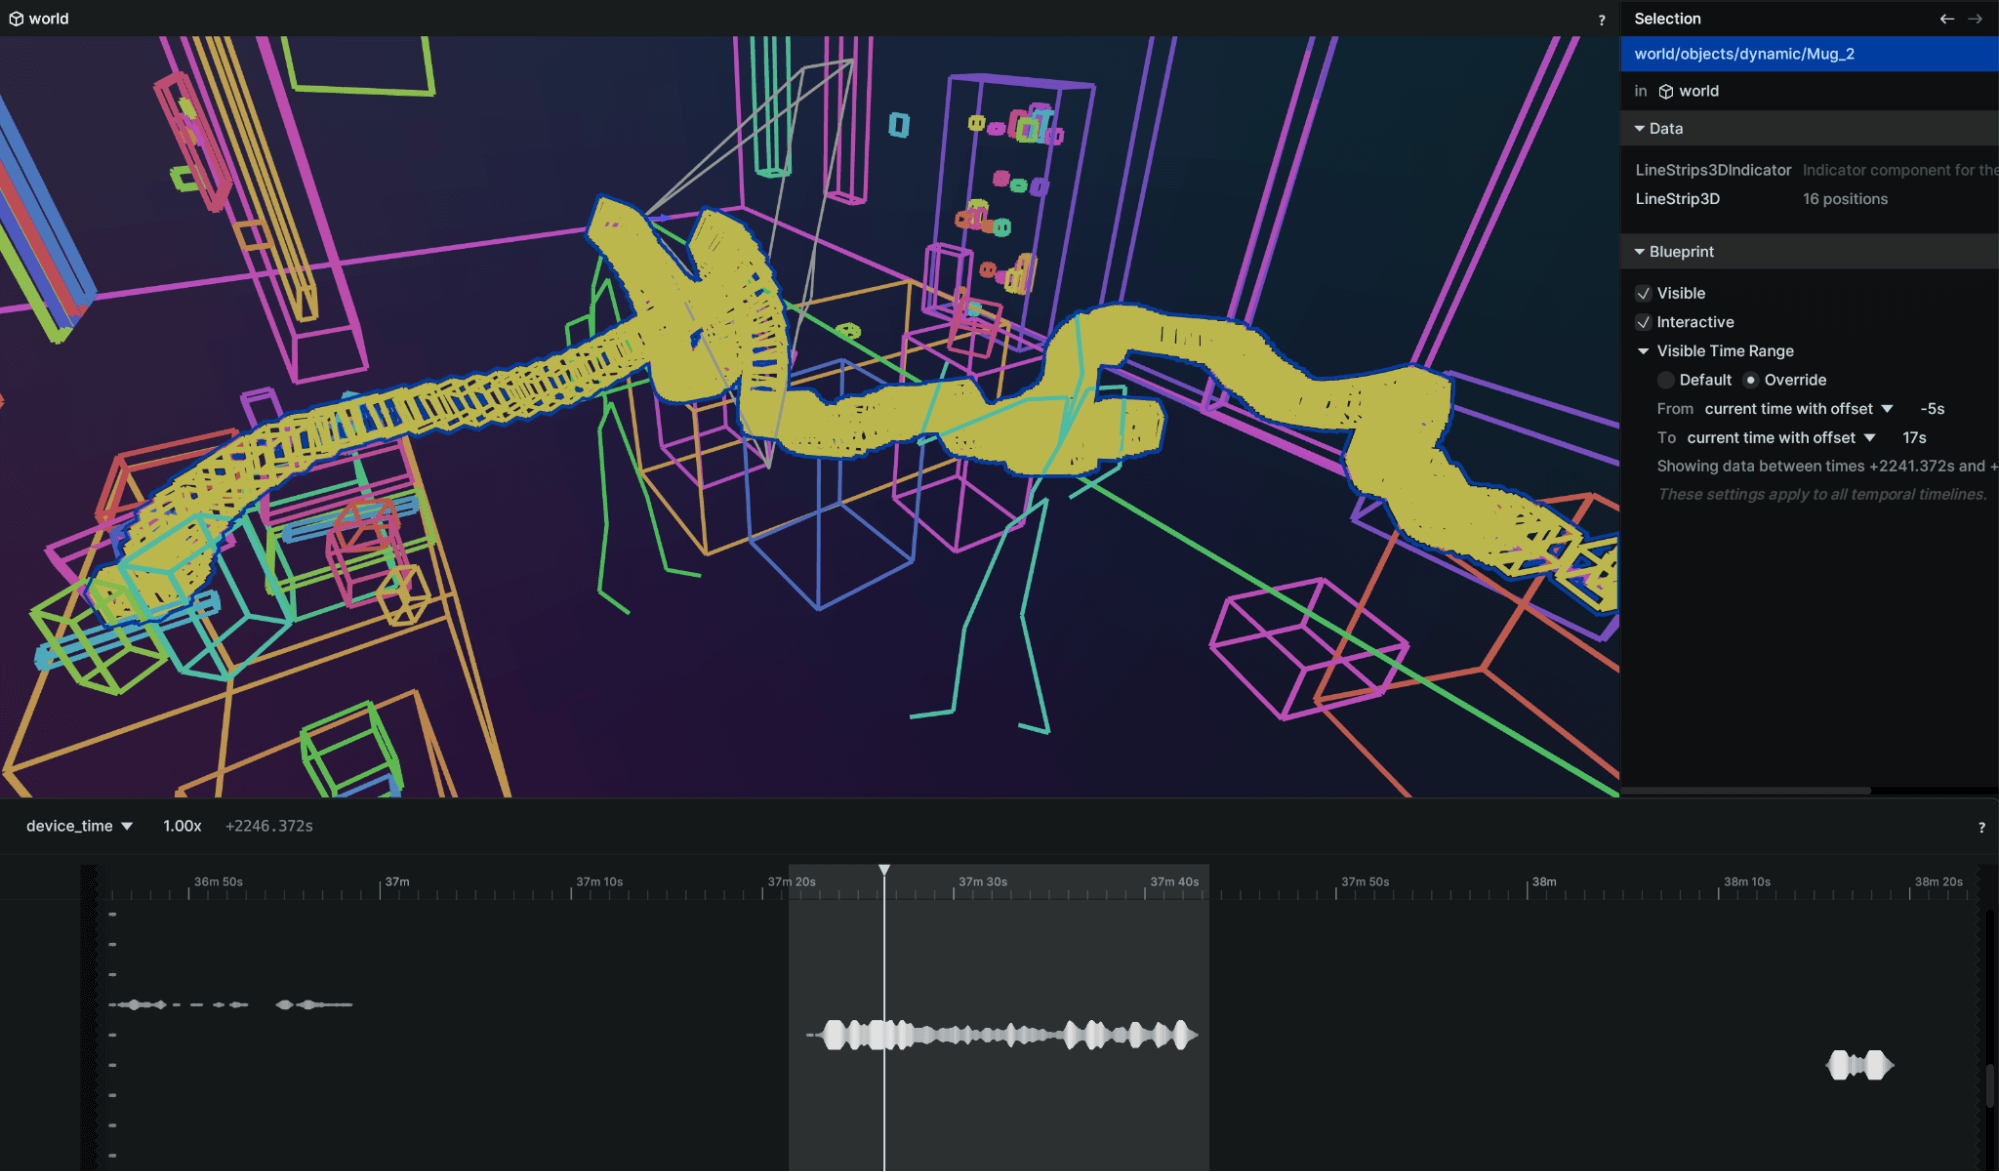 world
?
Selection
world/objects/dynamic/Mug_2
in world
Data
LineStrips3DIndicator Indicator component for the
LineStrip3D 16 positions
Blueprint
Visible
Interactive
Visible Time Range
Default Override
From current time with offset -5s
To current time with offset 17s
Showing data between times +2241.372s and +
These settings apply to all temporal timelines.
device_time 1.00x +2246.372s
?
36m 50s 37m 37m 10s 37m 20s 37m 30s 37m 40s 37m 50s 38m 38m 10s 38m 20s